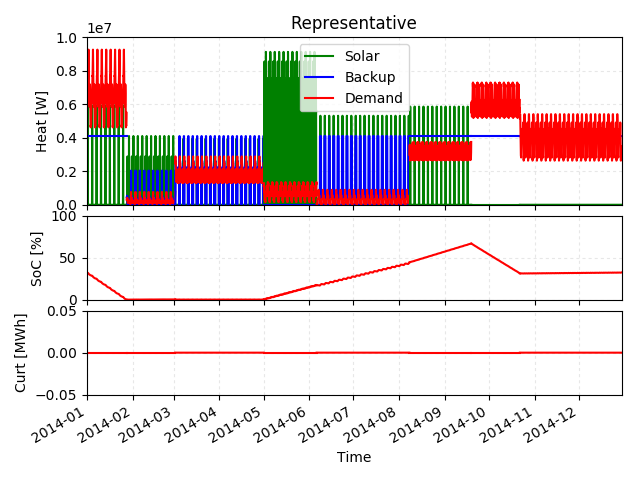 Representative
1e7
1.0
0.8
0.6
0.4
0.2
0.0
Heat [W]
Solar
Backup
Demand
100
50
0
SoC [%]
0.05
0.00
−0.05
Curt [MWh]
2014-01
2014-02
2014-03
2014-04
2014-05
2014-06
2014-07
2014-08
2014-09
2014-10
2014-11
2014-12
Time